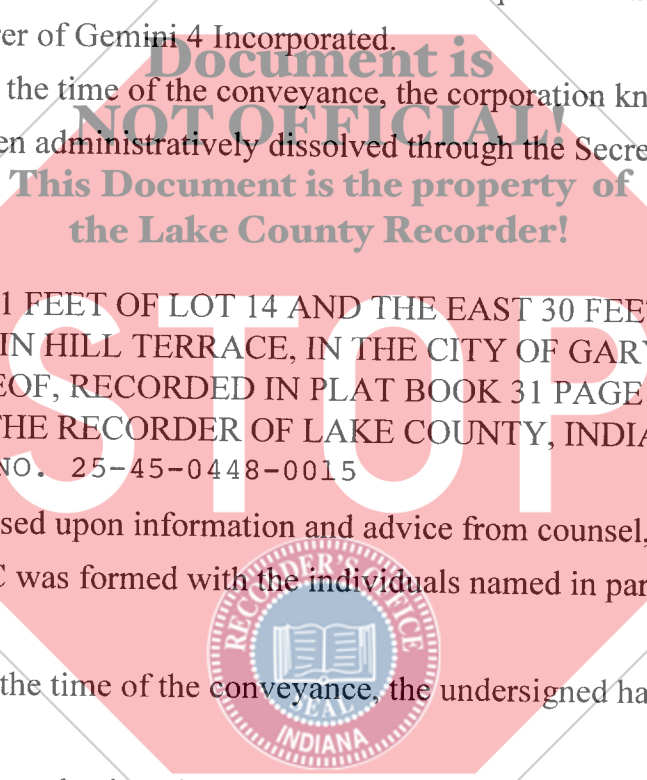 er of Gemini 4 Incorporated.
Document is
the time of the conveyance, the corporation kn
NOT OFFICIAL!
en administratively dissolved through the Secre
This Document is the property of
the Lake County Recorder!
1 FEET OF LOT 14 AND THE EAST 30 FEE
IN HILL TERRACE, IN THE CITY OF GARY
EOF, RECORDED IN PLAT BOOK 31 PAGE
THE RECORDER OF LAKE COUNTY, INDIA
STOP
NO. 25-45-0448-0015
sed upon information and advice from counsel,
C was formed with the individuals named in par
RECORDER'S OFFICE
SEAL
INDIANA
the time of the conveyance, the undersigned ha